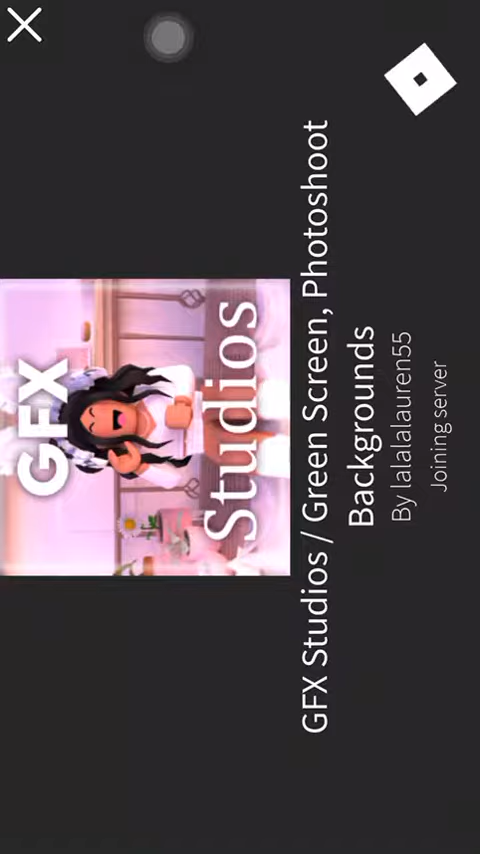 GFX
Studios
GFX Studios / Green Screen, Photoshoot
Backgrounds
By lalalalauren55
Joining server